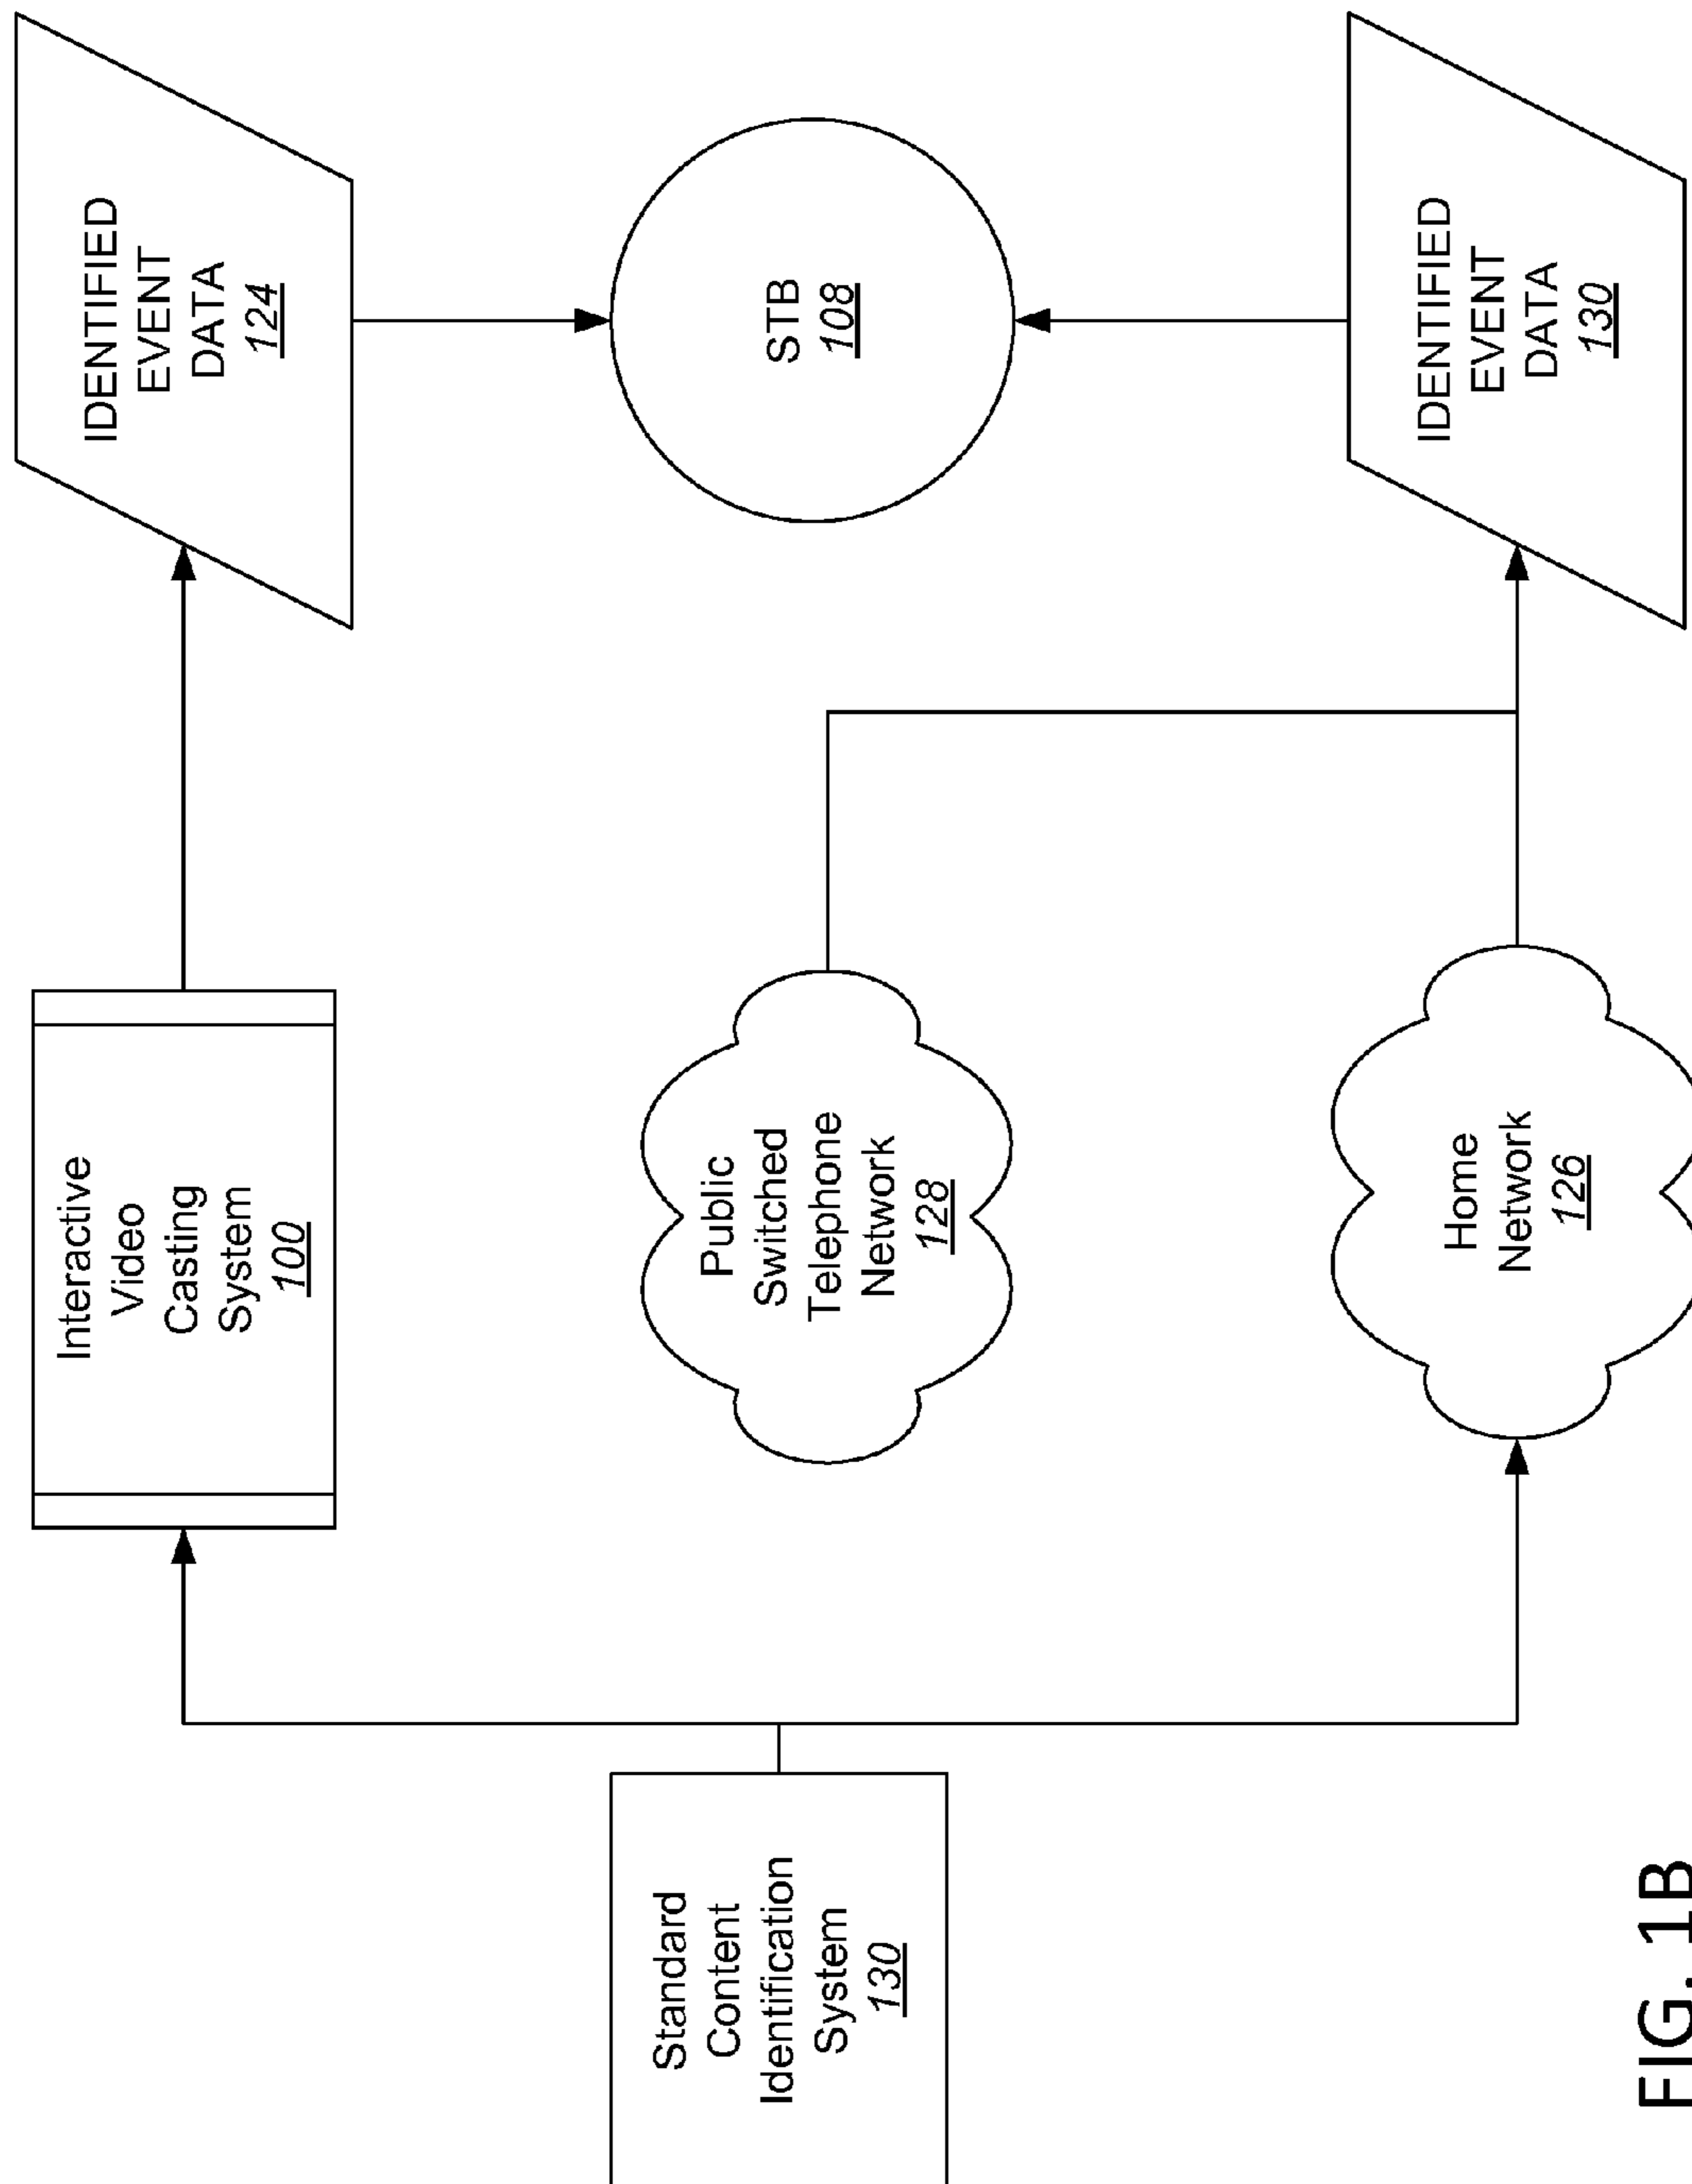 Interactive
Video
Casting
System
100
IDENTIFIED
EVENT
DATA
124
Standard
Content
Identification
System
130
Public
Switched
Telephone
Network
128
STB
108
Home
Network
126
IDENTIFIED
EVENT
DATA
130
FIG. 1B